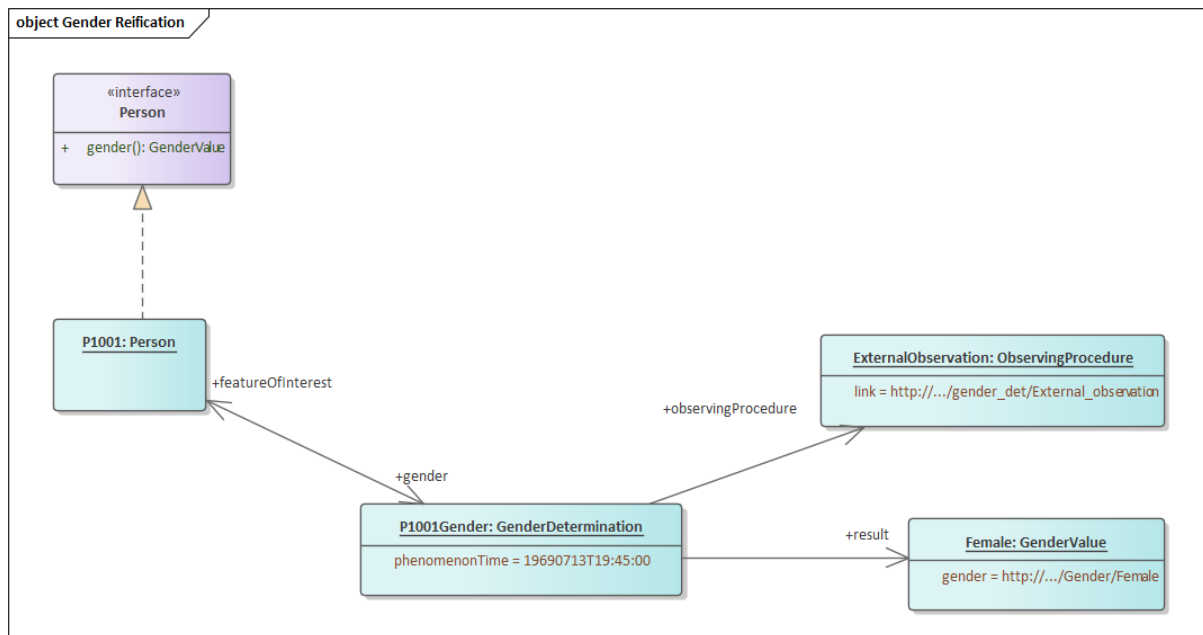 object Gender Reification
«interface»
Person
+ gender(): GenderValue
P1001: Person
+featureOfInterest
ExternalObservation: ObservingProcedure
link = http://.../gender_det/External_observation
+observingProcedure
+gender
P1001Gender: GenderDetermination
phenomenonTime = 19690713T19:45:00
+result
Female: GenderValue
gender = http://.../Gender/Female